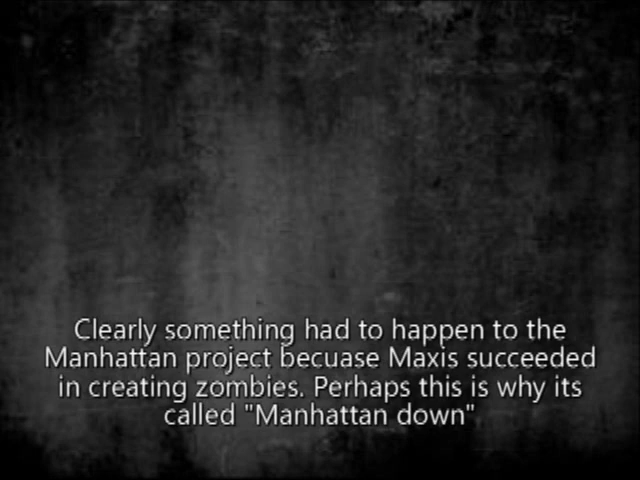 Clearly something had to happen to the
Manhattan project becuase Maxis succeeded
in creating zombies. Perhaps this is why its
called "Manhattan down"